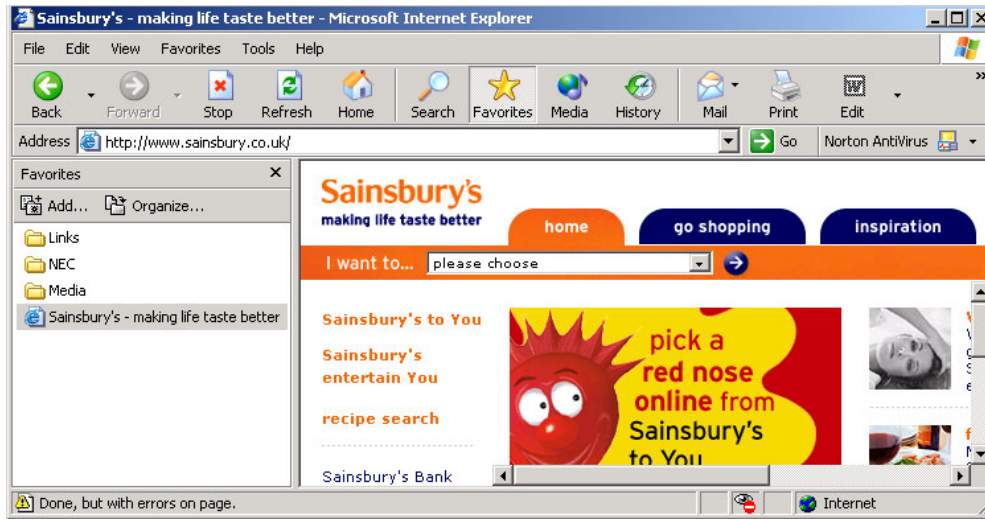 Sainsbury's - making life taste better - Microsoft Internet Explorer
File Edit View Favorites Tools Help
Back Forward Stop Refresh Home Search Favorites Media History Mail Print Edit
Address http://www.sainsbury.co.uk/ Go Norton AntiVirus
Favorites
Add... Organize...
Links
NEC
Media
Sainsbury's - making life taste better
Sainsbury's
making life taste better
home go shopping inspiration
I want to... please choose
Sainsbury's to You
Sainsbury's
entertain You
recipe search
Sainsbury's Bank
pick a
red nose
online from
Sainsbury's
to You
Done, but with errors on page. Internet